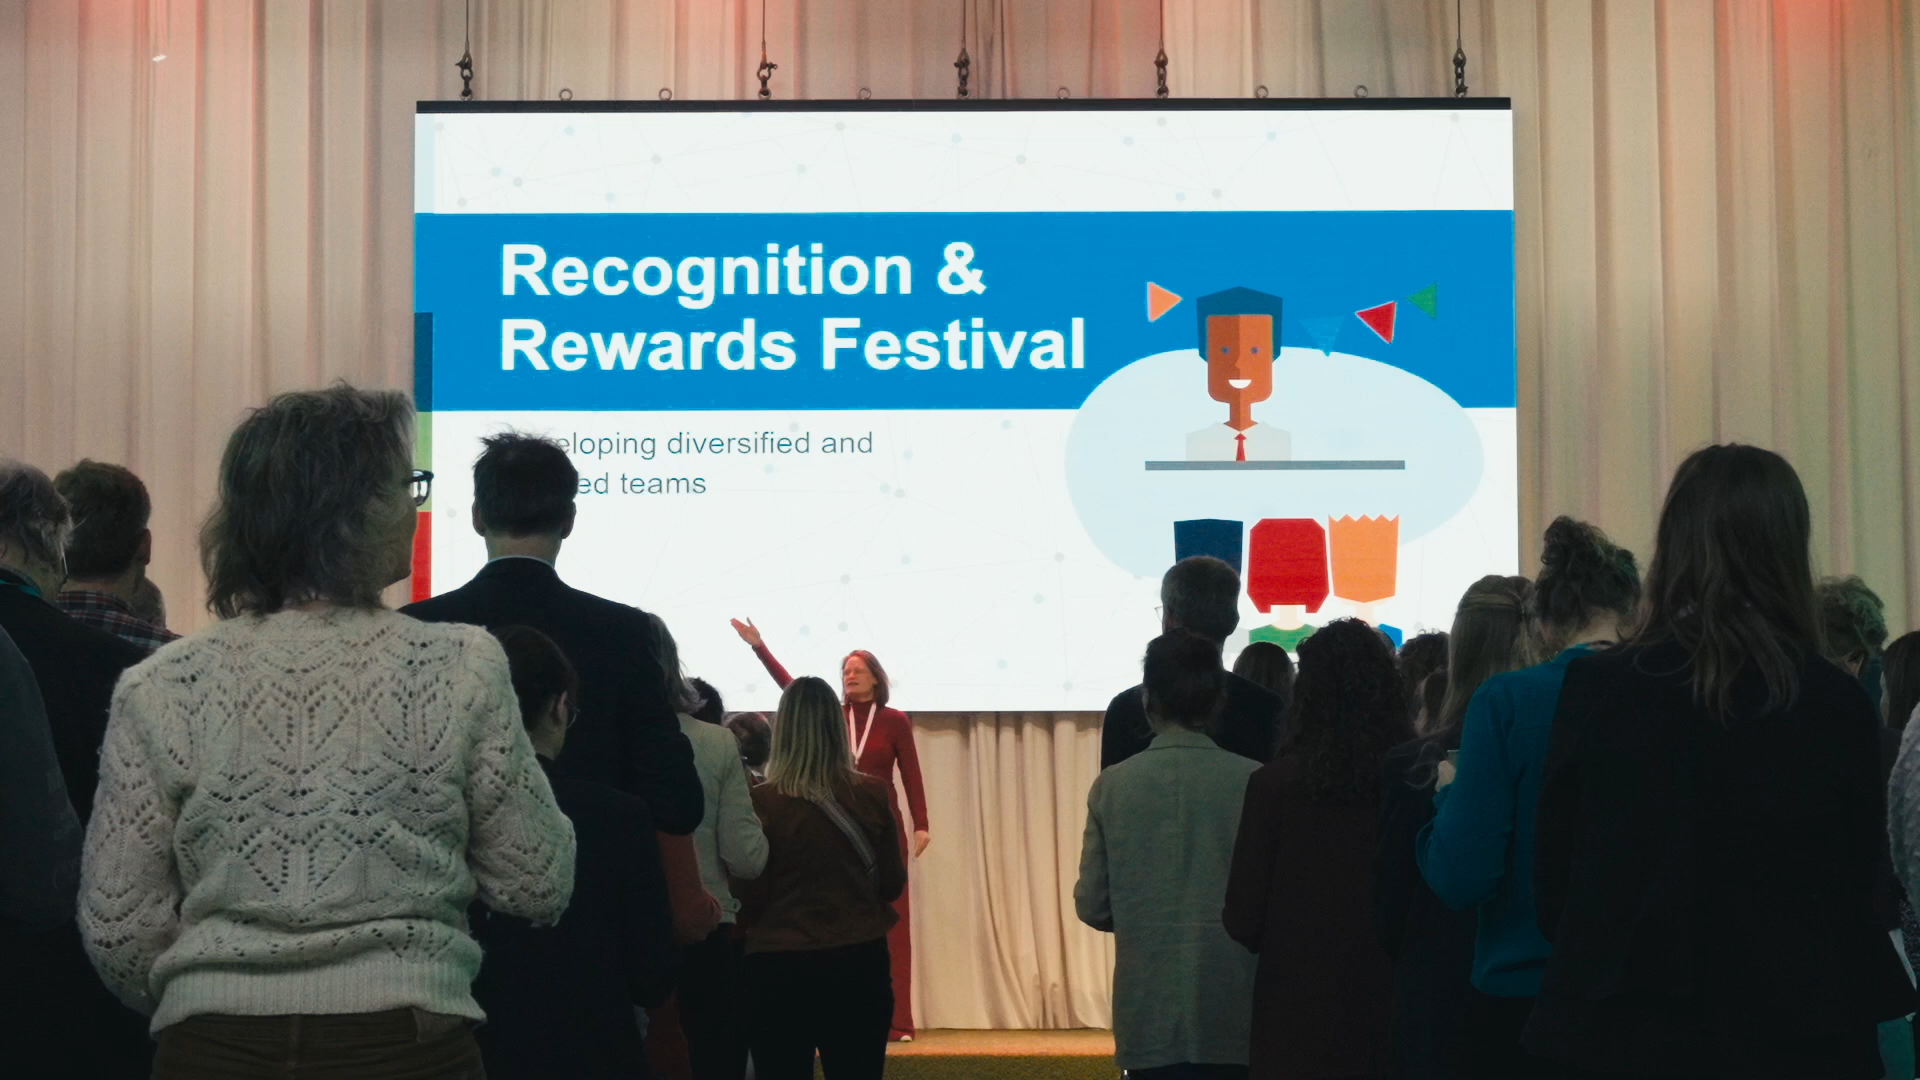 Recognition &
Rewards Festival
eloping diversified and
ed teams